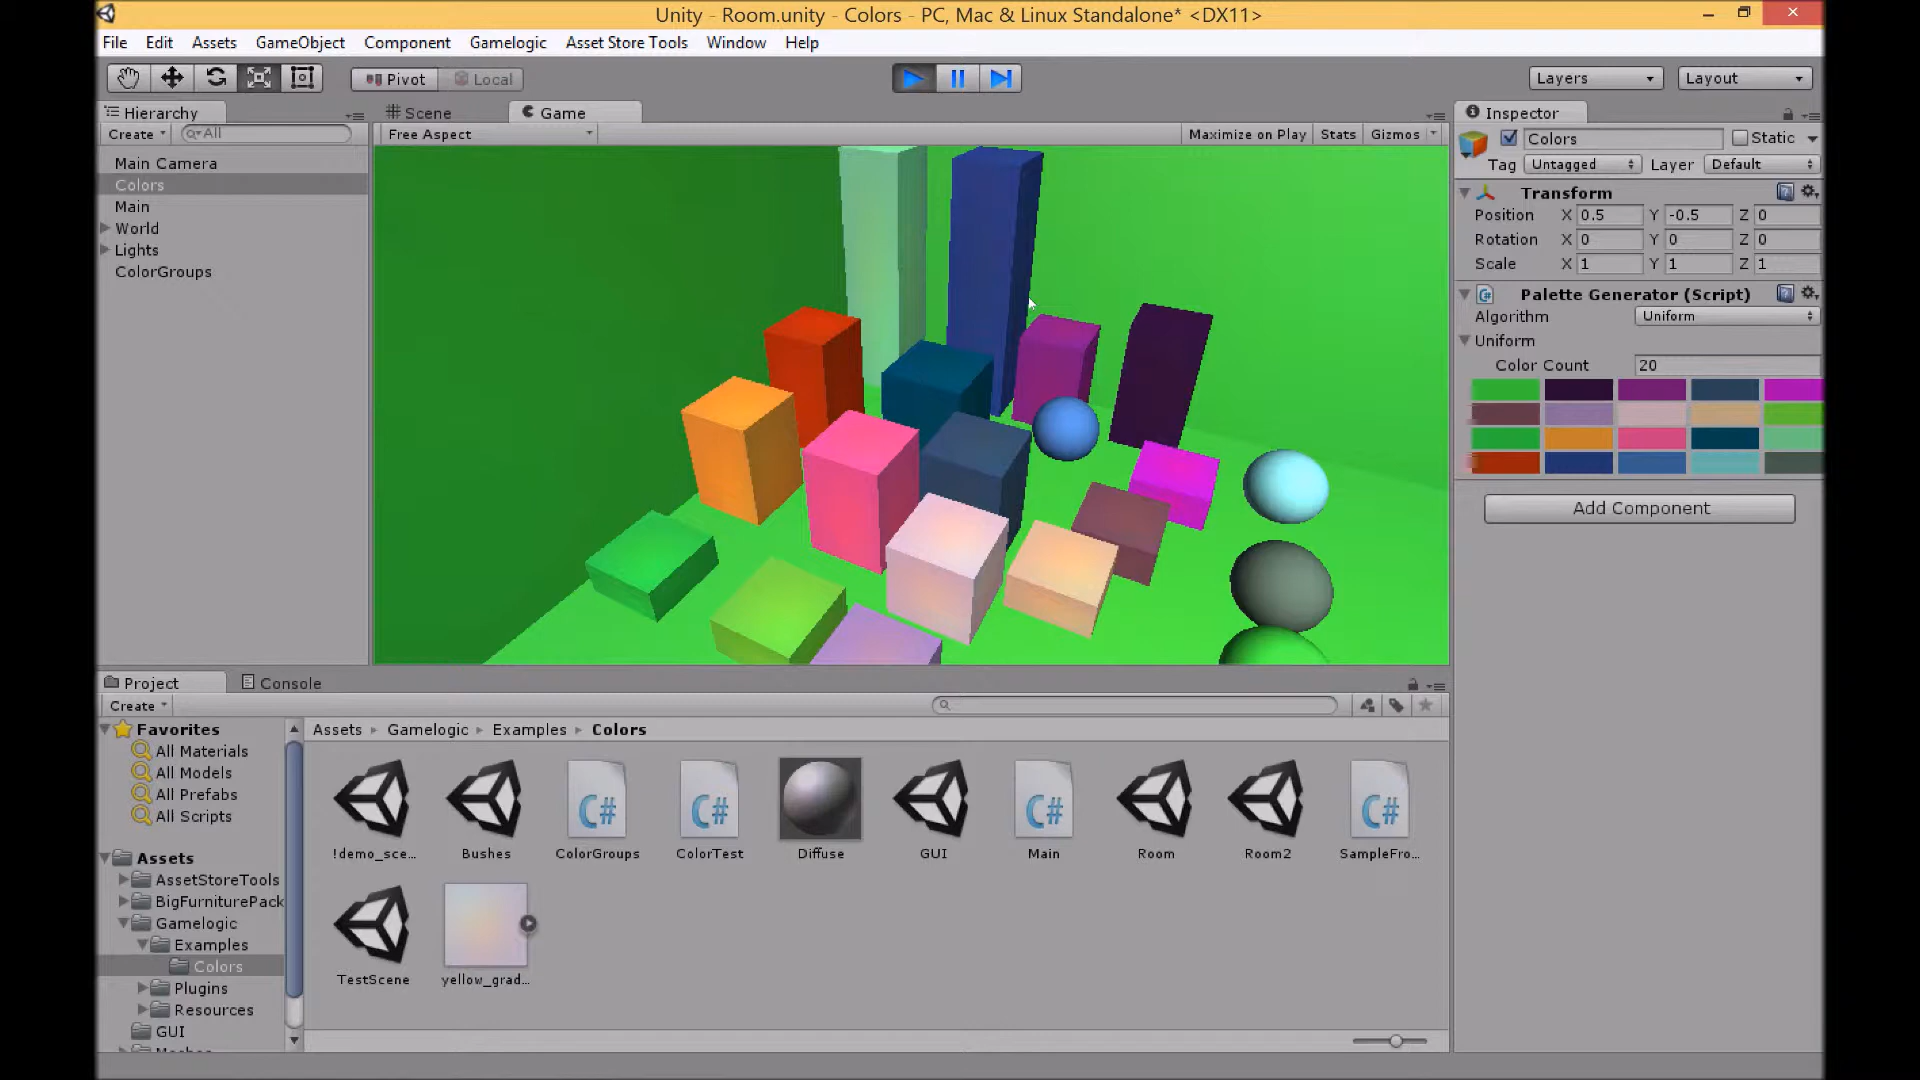 Unity - Room.unity - Colors - PC, Mac & Linux Standalone* <DX11>
File Edit Assets GameObject Component Gamelogic Asset Store Tools Window Help
Pivot Local Layers Layout
Hierarchy
Create All
Main Camera
Colors
Main
World
Lights
ColorGroups
Scene Game
Free Aspect Maximize on Play Stats Gizmos
Inspector
Colors Static
Tag Untagged Layer Default
Transform
Position X 0.5 Y -0.5 Z 0
Rotation X 0 Y 0 Z 0
Scale X 1 Y 1 Z 1
Palette Generator (Script)
Algorithm Uniform
Uniform
Color Count 20
Add Component
Project Console
Create
Favorites
All Materials
All Models
All Prefabs
All Scripts
Assets
AssetStoreTools
BigFurniturePack
Gamelogic
Examples
Colors
Plugins
Resources
GUI
Assets Gamelogic Examples Colors
!demo_sce... Bushes C# ColorGroups C# ColorTest Diffuse GUI C# Main Room Room2 C# SampleFro...
TestScene yellow_grad...